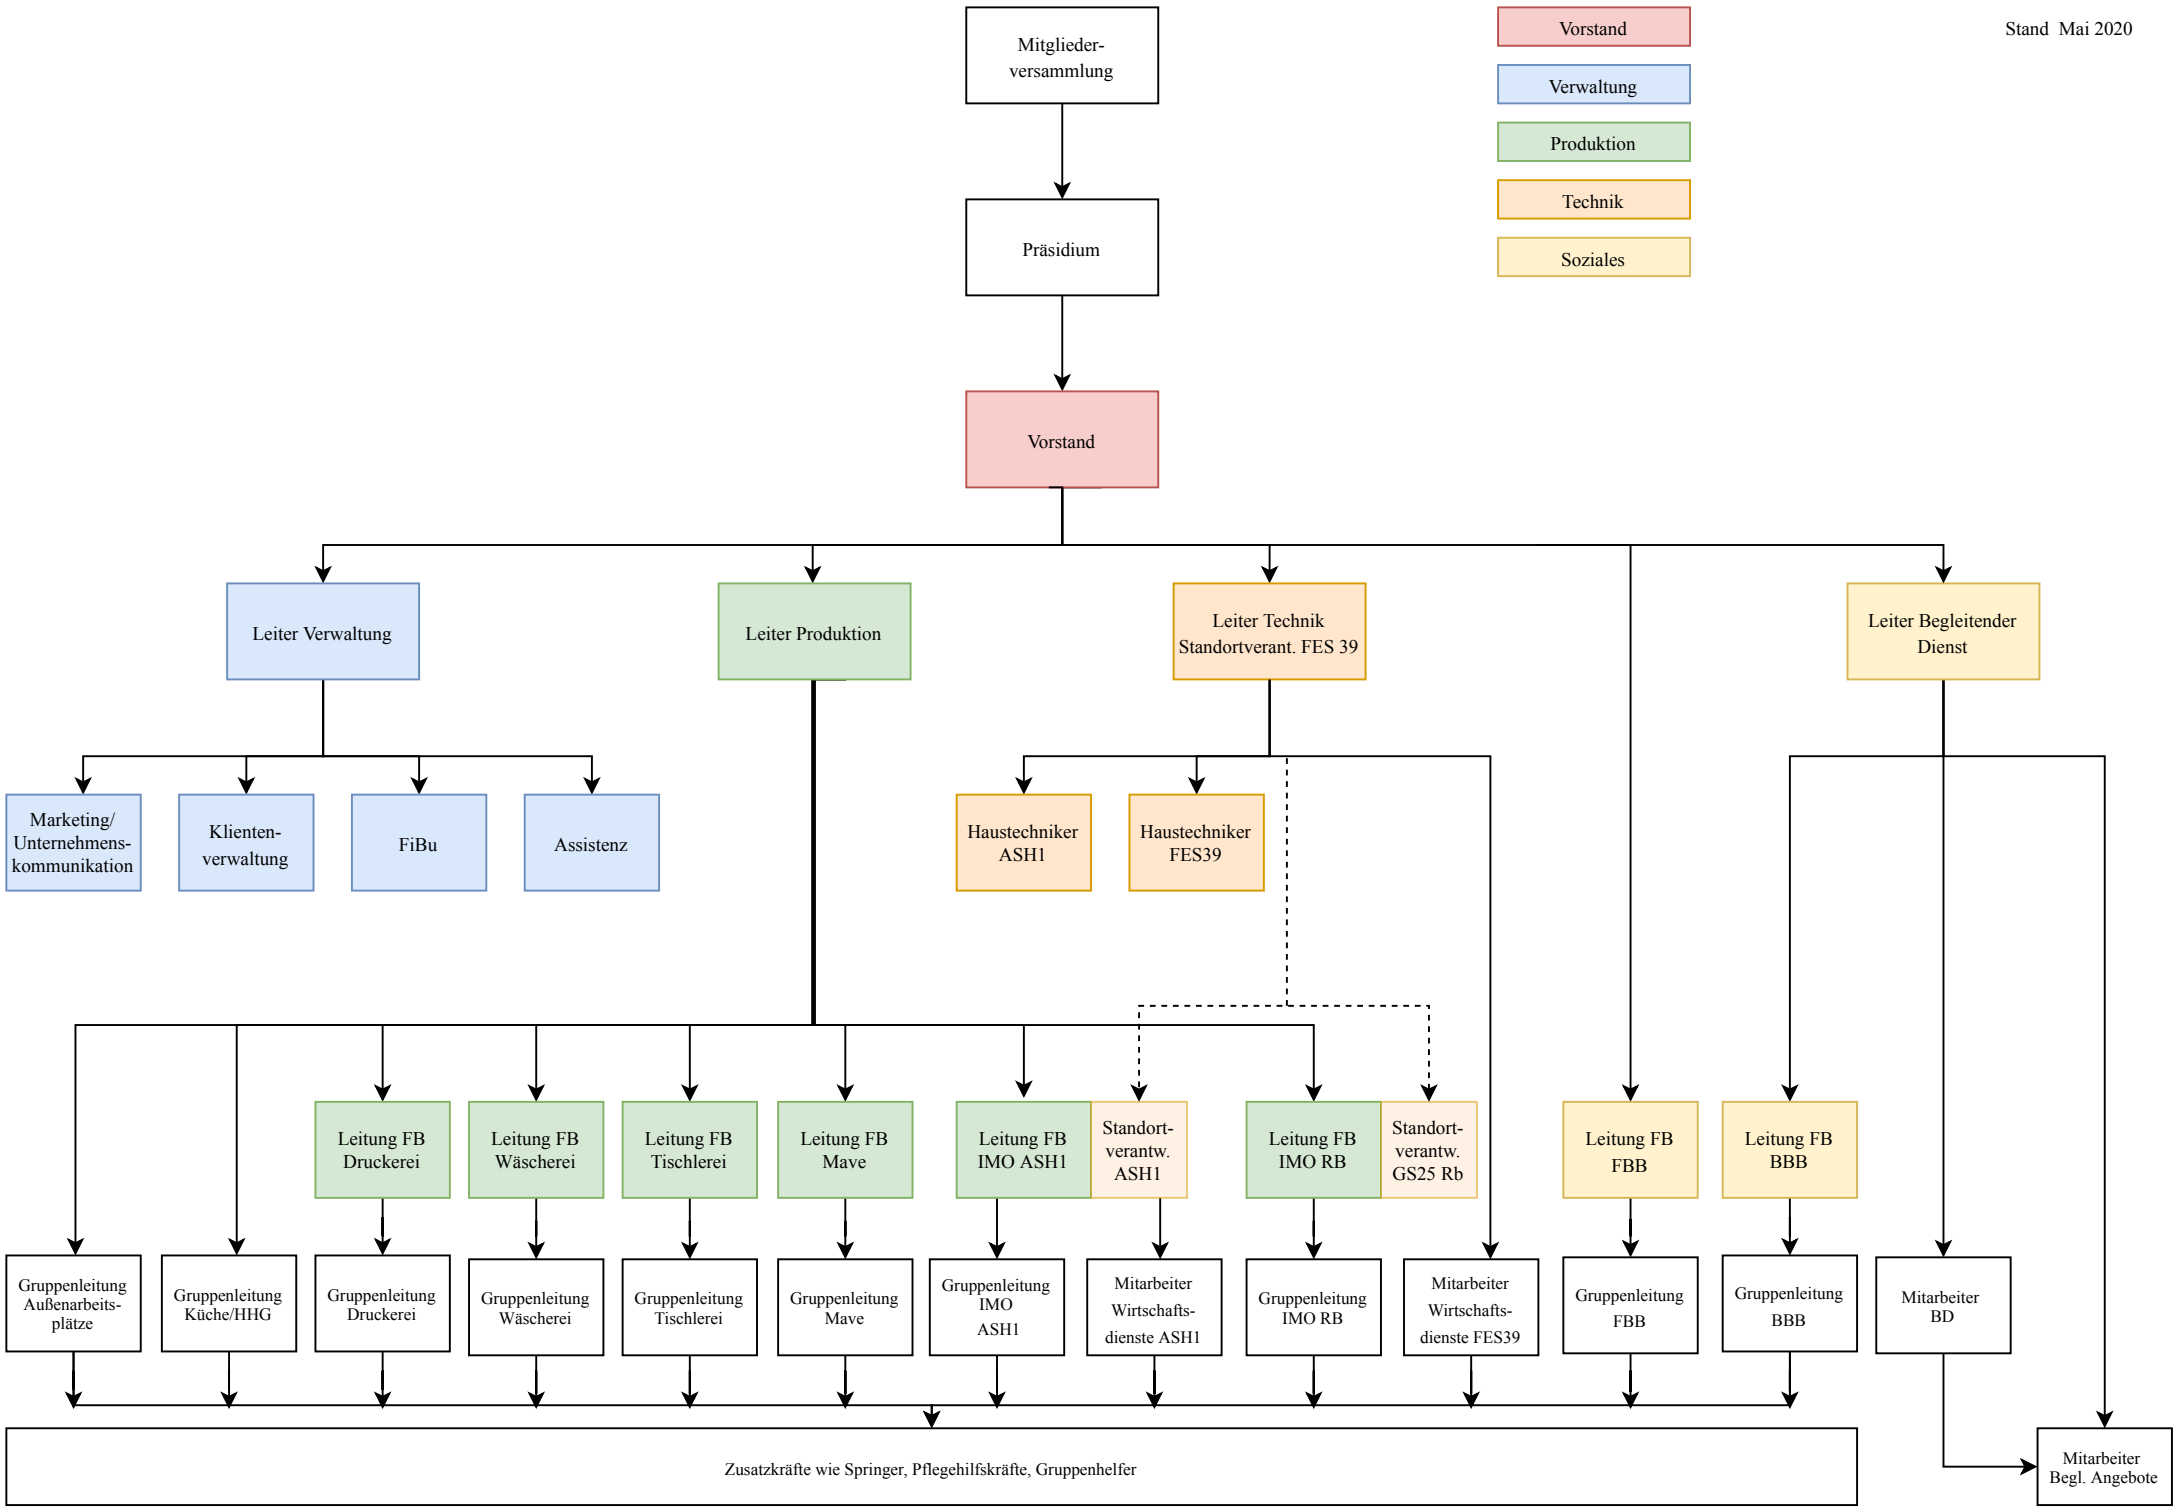 Mitglieder-
versammlung
Vorstand
Stand Mai 2020
Verwaltung
Produktion
Technik
Präsidium
Soziales
Vorstand
Leiter Verwaltung
Leiter Produktion
Leiter Technik
Standortverant. FES 39
Leiter Begleitender
Dienst
Marketing/
Unternehmens-
kommunikation
Klienten-
verwaltung
FiBu
Assistenz
Haustechniker
ASH1
Haustechniker
FES39
Leitung FB
Druckerei
Leitung FB
Wäscherei
Leitung FB
Tischlerei
Leitung FB
Mave
Leitung FB
IMO ASH1
Standort-
verantw.
ASH1
Leitung FB
IMO RB
Standort-
verantw.
GS25 Rb
Leitung FB
FBB
Leitung FB
BBB
Gruppenleitung
Außenarbeits-
plätze
Gruppenleitung
Küche/HHG
Gruppenleitung
Druckerei
Gruppenleitung
Wäscherei
Gruppenleitung
Tischlerei
Gruppenleitung
Mave
Gruppenleitung
IMO
ASH1
Mitarbeiter
Wirtschafts-
dienste ASH1
Gruppenleitung
IMO RB
Mitarbeiter
Wirtschafts-
dienste FES39
Gruppenleitung
FBB
Gruppenleitung
BBB
Mitarbeiter
BD
Zusatzkräfte wie Springer, Pflegehilfskräfte, Gruppenhelfer
Mitarbeiter
Begl. Angebote